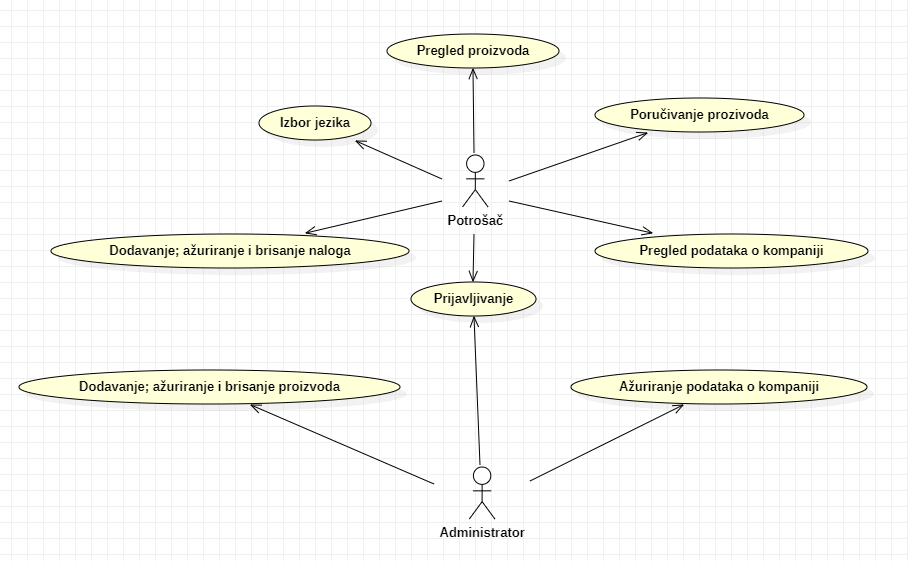 Pregled proizvoda
Izbor jezika
Poručivanje prozivoda
Potrošač
Dodavanje; ažuriranje i brisanje naloga
Pregled podataka o kompaniji
Prijavljivanje
Dodavanje; ažuriranje i brisanje proizvoda
Ažuriranje podataka o kompaniji
Administrator